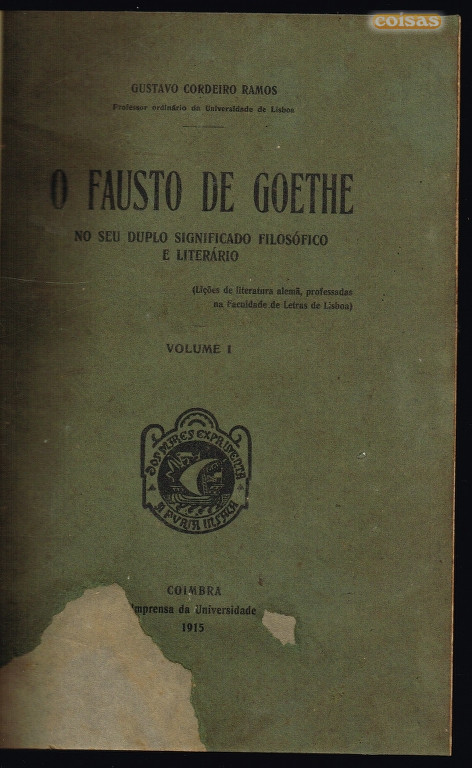 coisas
GUSTAVO CORDEIRO RAMOS
Professor ordinário da Universidade de Lisboa
O FAUSTO DE GOETHE
NO SEU DUPLO SIGNIFICADO FILOSÓFICO
E LITERÁRIO
(Lições de literatura alemã, professadas
na Faculdade de Letras de Lisboa)
VOLUME I
COIMBRA
Imprensa da Universidade
1915